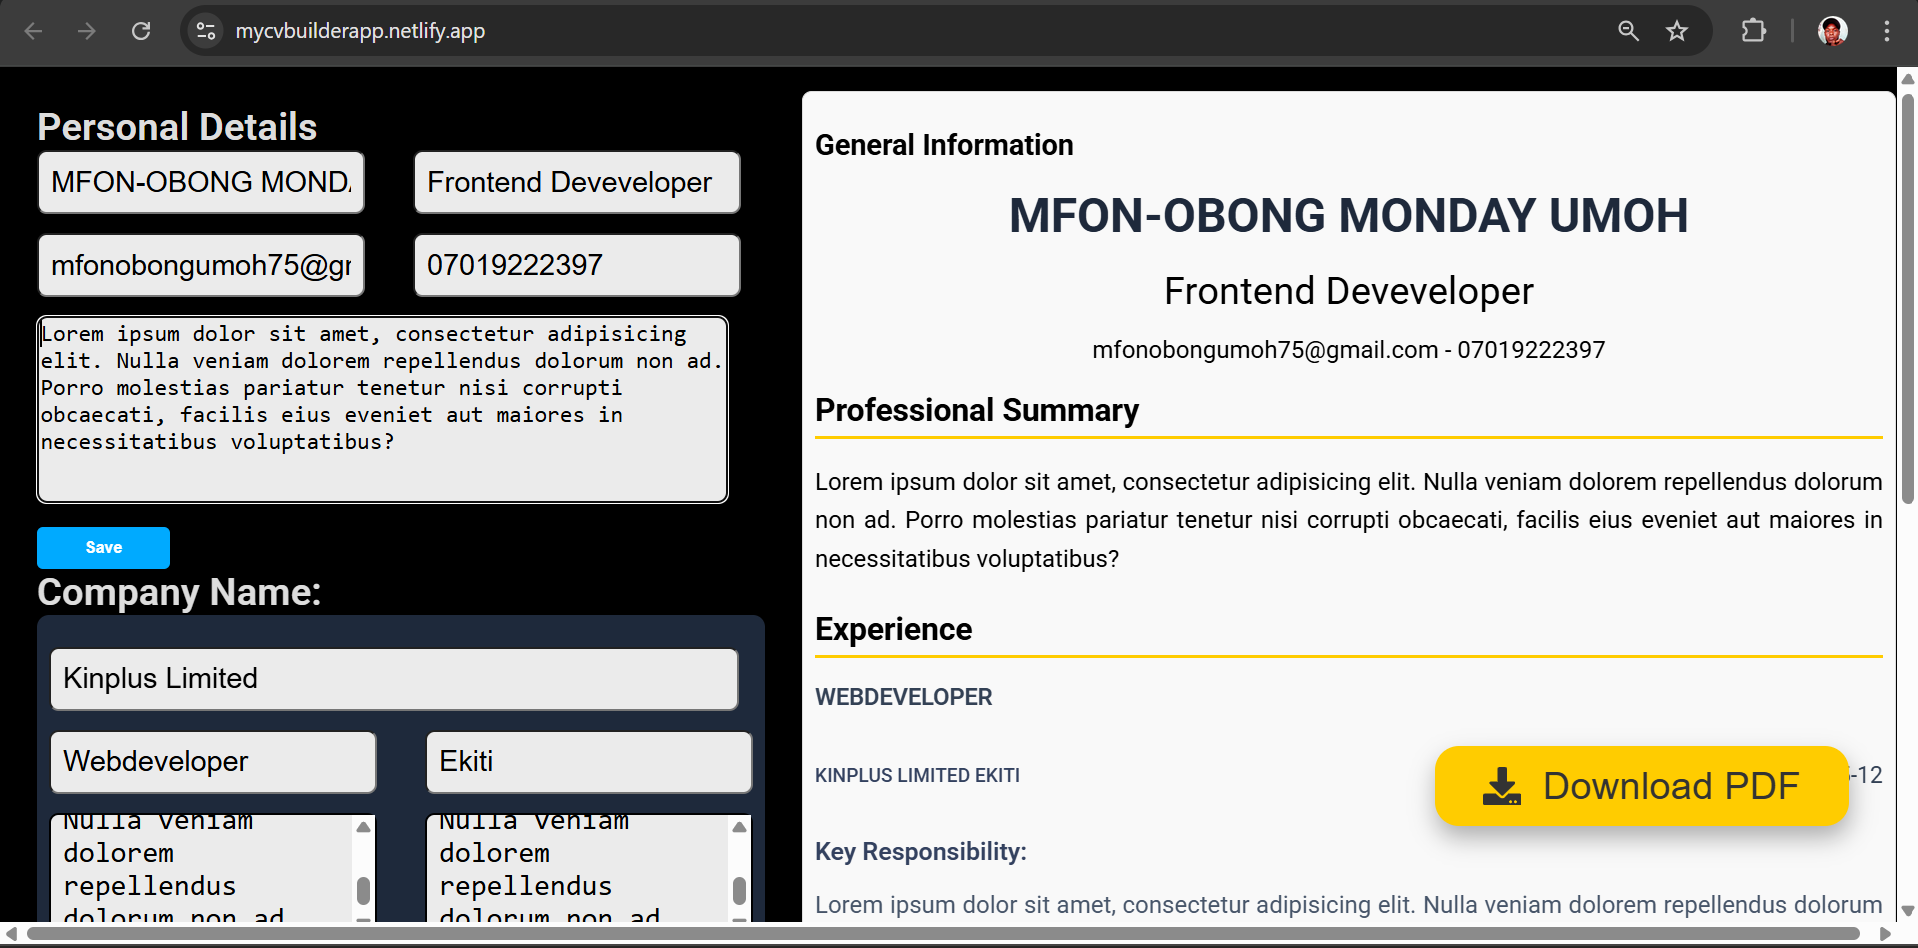 mycvbuilderapp.netlify.app
Personal Details
MFON-OBONG MOND
Frontend Deveveloper
mfonobongumoh75@g
07019222397
Lorem ipsum dolor sit amet, consectetur adipisicing
elit. Nulla veniam dolorem repellendus dolorum non ad.
Porro molestias pariatur tenetur nisi corrupti
obcaecati, facilis eius eveniet aut maiores in
necessitatibus voluptatibus?
Save
Company Name:
Kinplus Limited
Webdeveloper
Ekiti
Nulla veniam
dolorem
repellendus
dolorum non ad
Nulla veniam
dolorem
repellendus
dolorum non ad
General Information
MFON-OBONG MONDAY UMOH
Frontend Deveveloper
mfonobongumoh75@gmail.com - 07019222397
Professional Summary
Lorem ipsum dolor sit amet, consectetur adipisicing elit. Nulla veniam dolorem repellendus dolorum
non ad. Porro molestias pariatur tenetur nisi corrupti obcaecati, facilis eius eveniet aut maiores in
necessitatibus voluptatibus?
Experience
WEBDEVELOPER
KINPLUS LIMITED EKITI
-12
Download PDF
Key Responsibility:
Lorem ipsum dolor sit amet, consectetur adipisicing elit. Nulla veniam dolorem repellendus dolorum